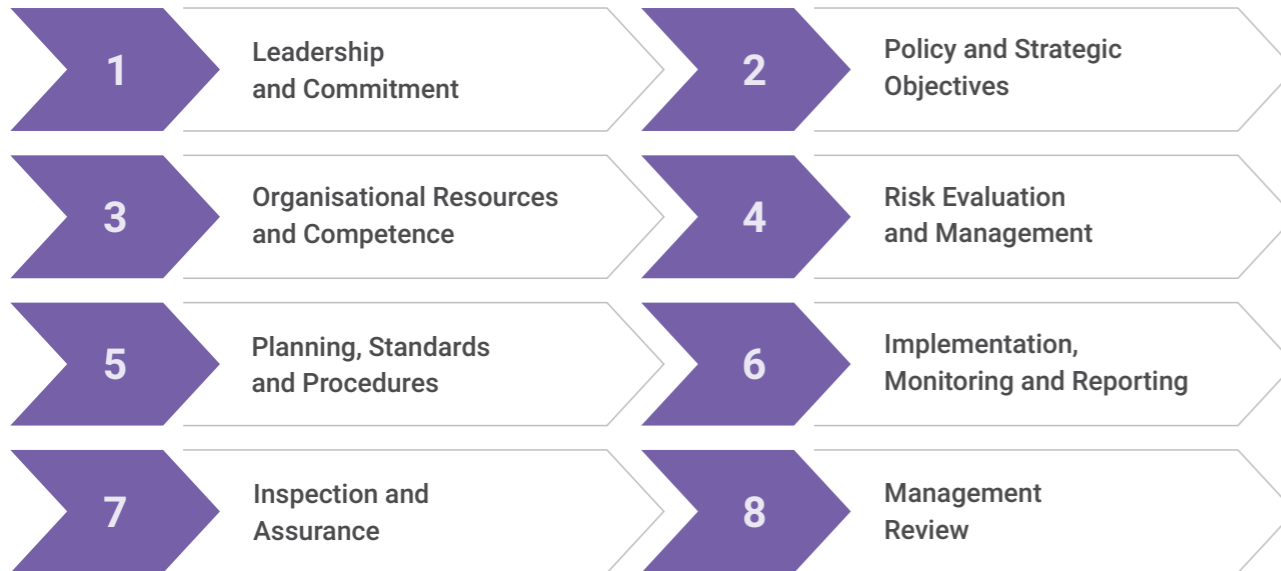 1
Leadership
and Commitment
2
Policy and Strategic
Objectives
3
Organisational Resources
and Competence
4
Risk Evaluation
and Management
5
Planning, Standards
and Procedures
6
Implementation,
Monitoring and Reporting
7
Inspection and
Assurance
8
Management
Review